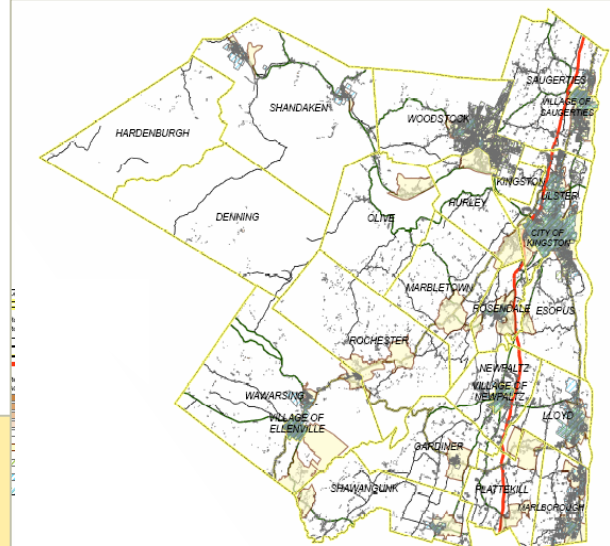 SAUGERTIES
VILLAGE OF
SAUGERTIES
SHANDAKEN
WOODSTOCK
HARDENBURGH
KINGSTON
ULSTER
HURLEY
DENNING
OLIVE
CITY OF
KINGSTON
MARBLETOWN
ROSENDALE
ESOPUS
ROCHESTER
NEWPALTZ
VILLAGE OF
NEWPALTZ
WAWARSING
LLOYD
VILLAGE OF
ELLENVILLE
GARDINER
SHAWANGUNK
PLATTEKILL
MARLBOROUGH